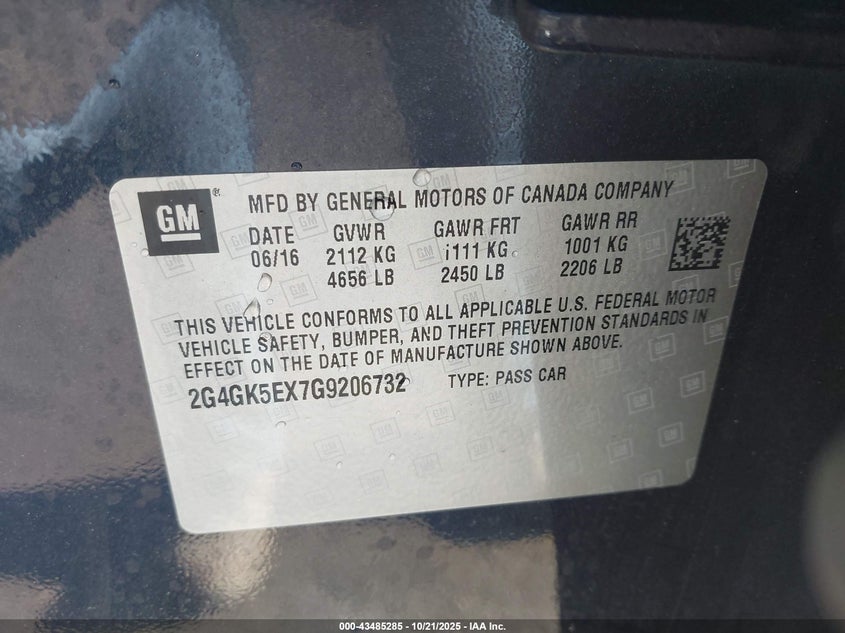 GM
MFD BY GENERAL MOTORS OF CANADA COMPANY
DATE GVWR GAWR FRT GAWR RR
06/16 2112 KG i111 KG 1001 KG
4656 LB 2450 LB 2206 LB
THIS VEHICLE CONFORMS TO ALL APPLICABLE U.S. FEDERAL MOTOR
VEHICLE SAFETY, BUMPER, AND THEFT PREVENTION STANDARDS IN
EFFECT ON THE DATE OF MANUFACTURE SHOWN ABOVE.
2G4GK5EX7G9206732 TYPE: PASS CAR
000-43485285 - 10/21/2025 - IAA Inc.